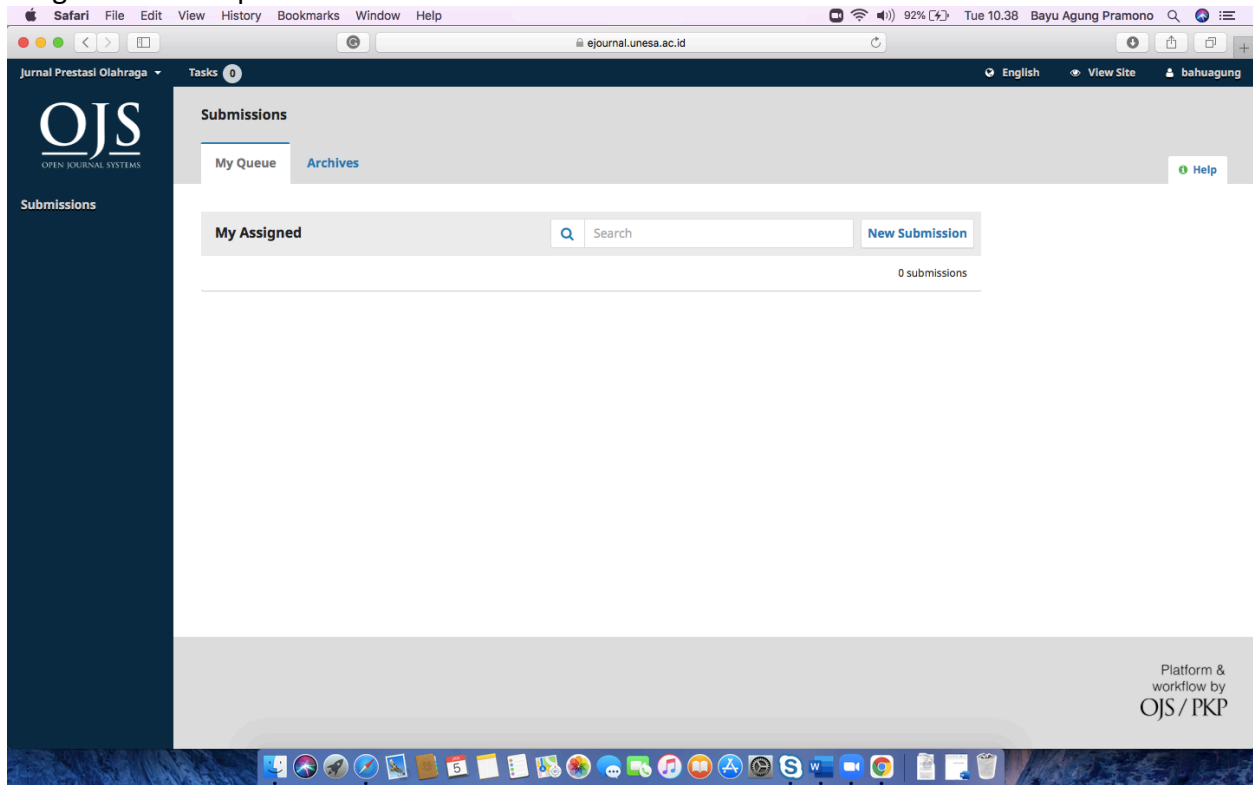 Safari File Edit View History Bookmarks Window Help 92% Tue 10.38 Bayu Agung Pramono
ejournal.unesa.ac.id
Jurnal Prestasi Olahraga Tasks 0 English View Site bahuagung
OJS
OPEN JOURNAL SYSTEMS
Submissions
My Queue Archives
Help
Submissions
My Assigned Search New Submission
0 submissions
Platform &
workflow by
OJS / PKP
5